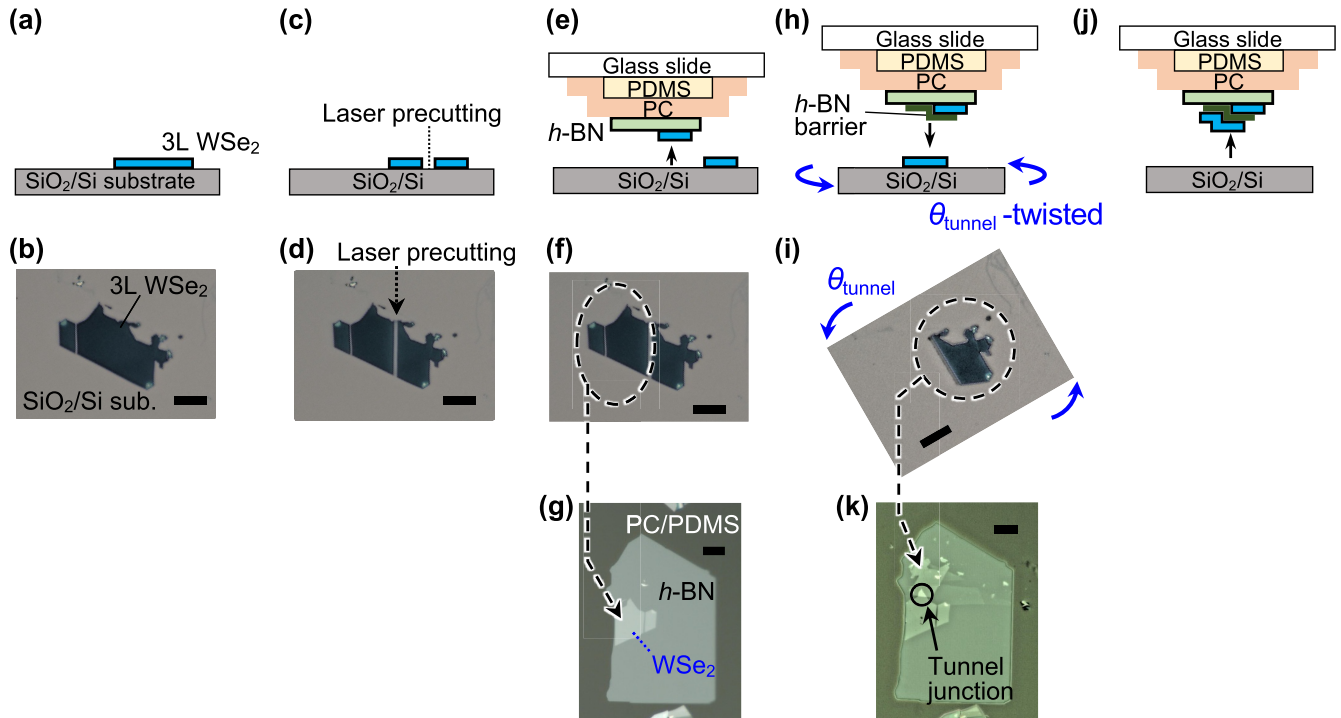 (a)
3L WSe₂
SiO₂/Si substrate
(c)
Laser precutting
SiO₂/Si
(e)
Glass slide
PDMS
PC
h-BN
SiO₂/Si
(h)
Glass slide
PDMS
PC
h-BN
barrier
SiO₂/Si
θtunnel -twisted
(j)
Glass slide
PDMS
PC
SiO₂/Si
(b)
3L WSe₂
SiO₂/Si sub.
(d)
Laser precutting
(f)
(i)
θtunnel
(g)
PC/PDMS
h-BN
WSe₂
(k)
Tunnel
junction